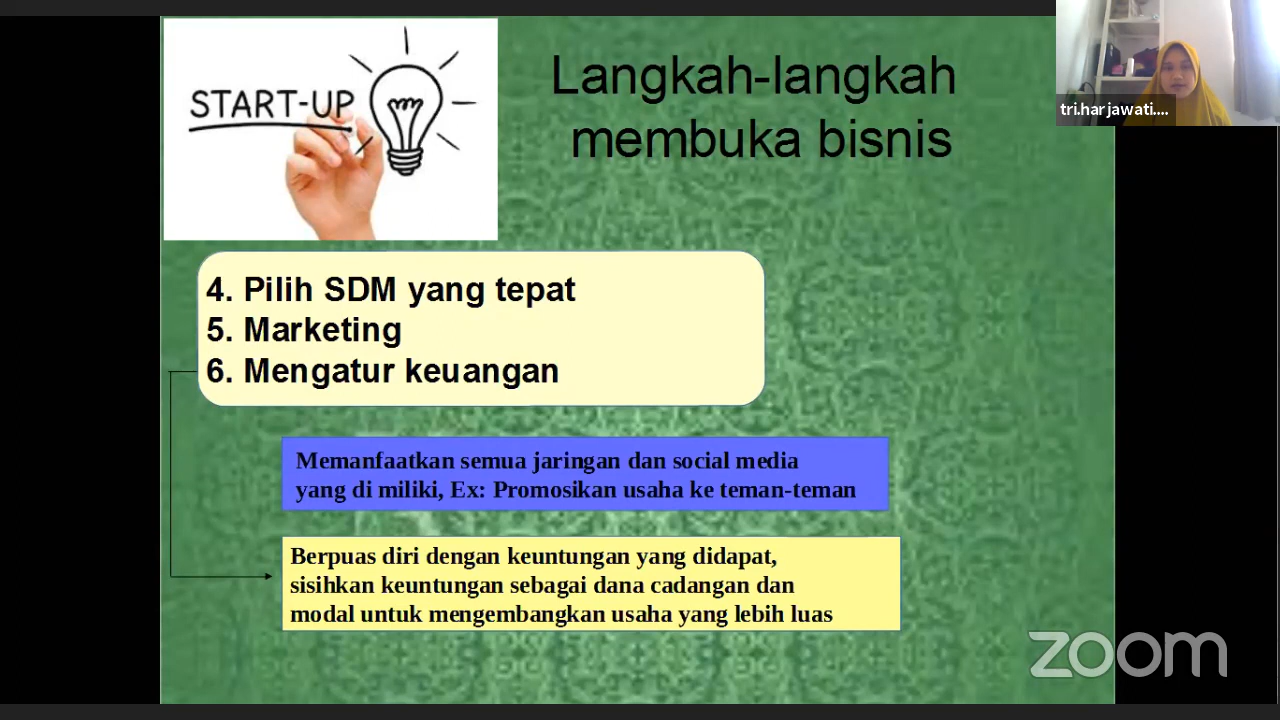 START-UP
Langkah-langkah
membuka bisnis
tri.harjawati....
4. Pilih SDM yang tepat
5. Marketing
6. Mengatur keuangan
Memanfaatkan semua jaringan dan social media
yang di miliki, Ex: Promosikan usaha ke teman-teman
Berpuas diri dengan keuntungan yang didapat,
sisihkan keuntungan sebagai dana cadangan dan
modal untuk mengembangkan usaha yang lebih luas
zoom